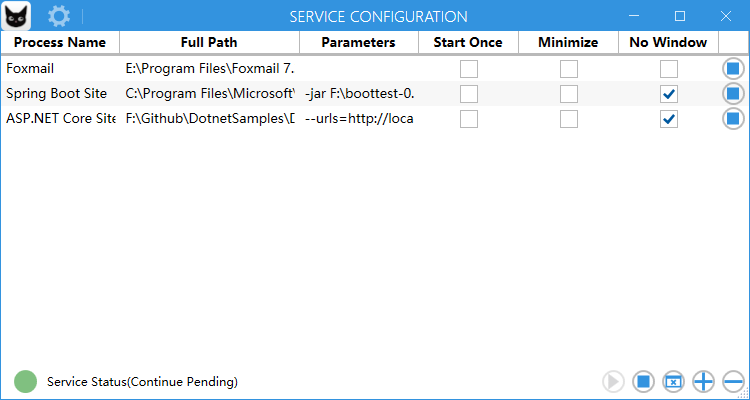 SERVICE CONFIGURATION
Process Name Full Path Parameters Start Once Minimize No Window
Foxmail E:\Program Files\Foxmail 7.
Spring Boot Site C:\Program Files\Microsoft\ -jar F:\boottest-0.
ASP.NET Core Site F:\Github\DotnetSamples\D --urls=http://loca
Service Status(Continue Pending)